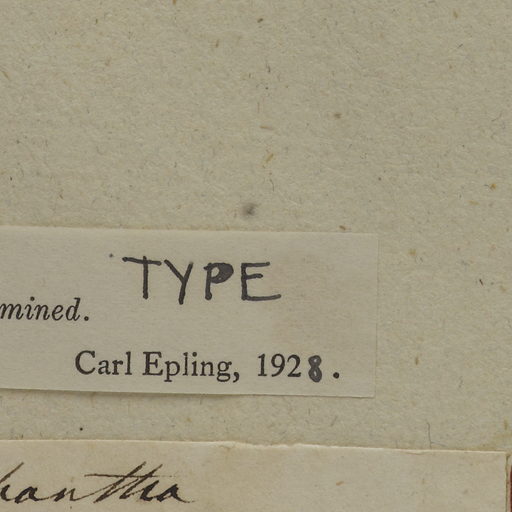 TYPE
mined.
Carl Epling, 1928.
hantha